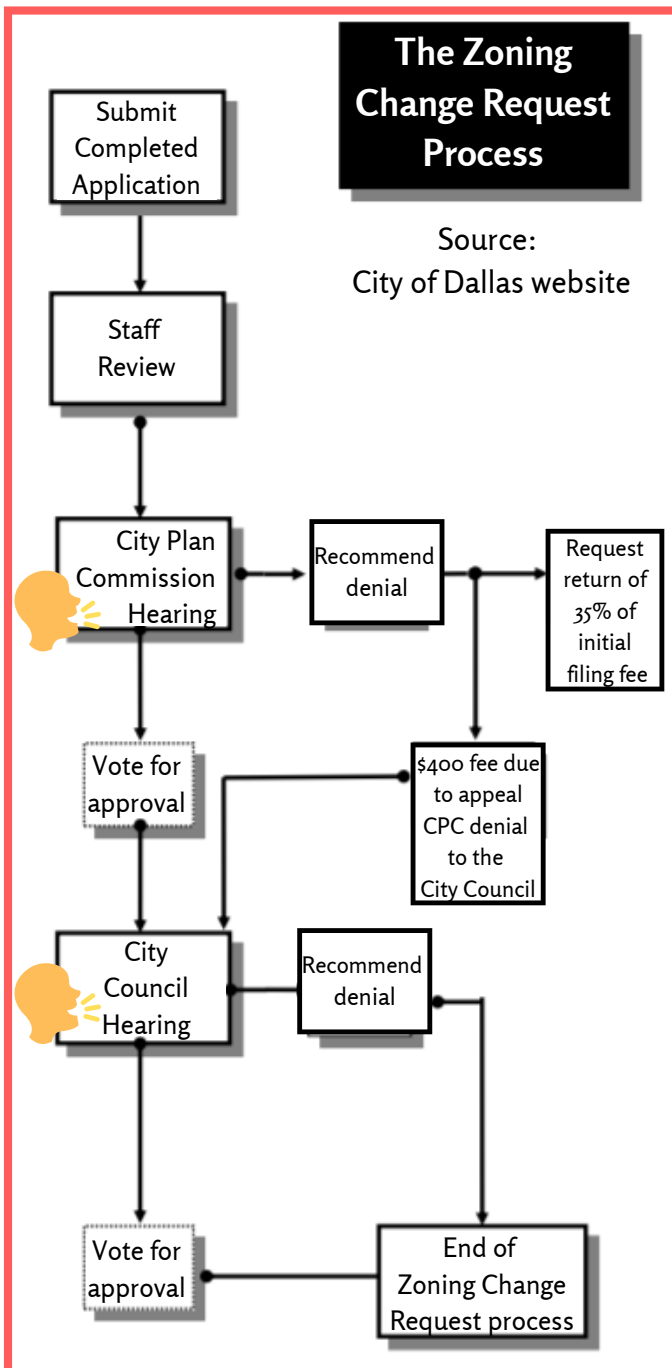 The Zoning
Change Request
Process
Source:
City of Dallas website
Submit
Completed
Application
Staff
Review
City Plan
Commission
Hearing
Recommend
denial
Request
return of
35% of
initial
filing fee
Vote for
approval
$400 fee due
to appeal
CPC denial
to the
City Council
City
Council
Hearing
Recommend
denial
Vote for
approval
End of
Zoning Change
Request process